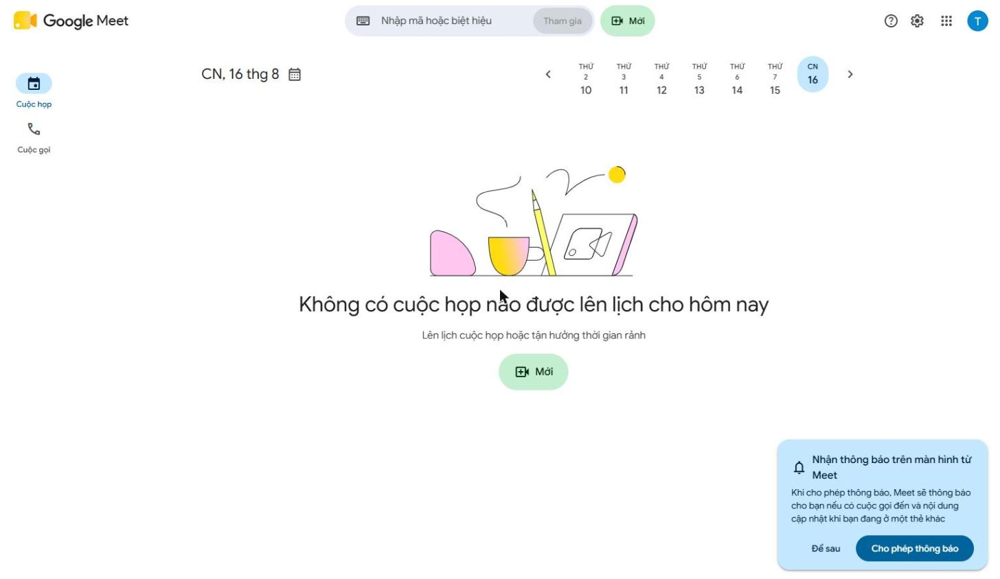 Google Meet
Nhập mã hoặc biệt hiệu
Tham gia
Mới
T
Cuộc họp
Cuộc gọi
CN, 16 thg 8
THỨ
2
10
THỨ
3
11
THỨ
4
12
THỨ
5
13
THỨ
6
14
THỨ
7
15
CN
16
Không có cuộc họp nào được lên lịch cho hôm nay
Lên lịch cuộc họp hoặc tận hưởng thời gian rảnh
Mới
Nhận thông báo trên màn hình từ
Meet
Khi cho phép thông báo, Meet sẽ thông báo
cho bạn nếu có cuộc gọi đến và nội dung
cập nhật khi bạn đang ở một thẻ khác
Để sau
Cho phép thông báo